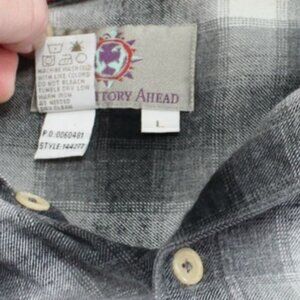 MACHINE WASH WARM
WITH LIKE COLORS
DO NOT BLEACH
TUMBLE DRY LOW
WARM IRON
AS NEEDED
DRY CLEAN
P.O. 0060401
STYLE: 144277
TORY AHEAD
L